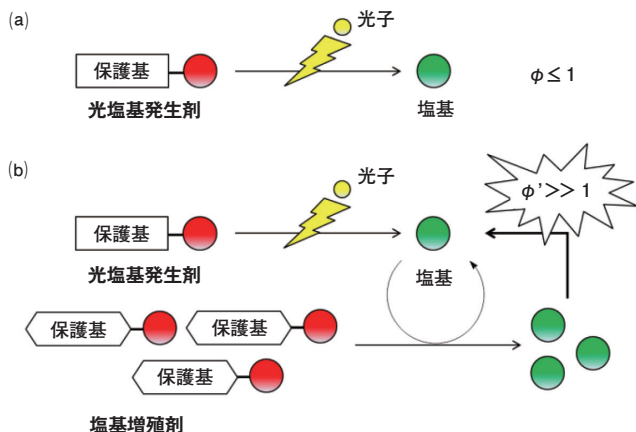 (a)
光子
保護基
光塩基発生剤
塩基
φ≤1
(b)
光子
φ'>>1
保護基
光塩基発生剤
塩基
保護基
保護基
保護基
塩基増殖剤